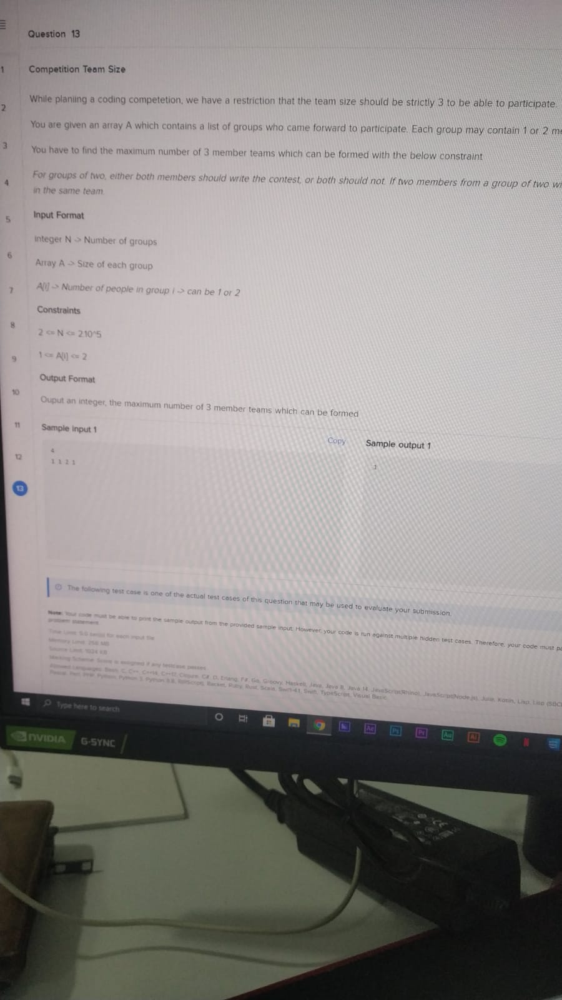 Question 13
1
Competition Team Size
While planiing a coding competetion, we have a restriction that the team size should be strictly 3 to be able to participate.
2
You are given an array A which contains a list of groups who came forward to participate. Each group may contain 1 or 2
3
You have to find the maximum number of 3 member teams which can be formed with the below constraint
4
For groups of two, either both members should write the contest, or both should not. If two members from a group of two
in the same team.
5
Input Format
Integer N -> Number of groups
6
Array A -> Size of each group
7
A[i] -> Number of people in group i -> can be 1 or 2
Constraints
8
2 <= N <= 2.10^5
9
1 <= A[i] <= 2
Output Format
10
Ouput an integer, the maximum number of 3 member teams which can be formed
11
Sample input 1
Copy
Sample output 1
12
4
1 1 2 1
1
13
The following test case is one of the actual test cases of this question that may be used to evaluate your submission.
Note: Your code must be able to print the sample output from the provided sample input. However, your code is run against multiple hidden test cases. Therefore, your code must
problem statement.
Time Limit: 5.0 sec(s) for each input file
Memory Limit: 256 MB
Source Limit: 1024 KB
Marking Scheme: Score is assigned if any testcase passes
Allowed Languages: Bash, C, C++, C++14, C++17, Clojure, C#, D, Erlang, F#, Go, Groovy, Haskell, Java, Java 8, Java 14, JavaScript(Rhino), JavaScript(Node.js), Julia, Kotlin, Lisp, Lisp (SBCL
Pascal, Perl, PHP, Python, Python 3, Python 3.8, R(RScript), Racket, Ruby, Rust, Scala, Swift-4.1, Swift, TypeScript, Visual Basic
Type here to search
Ae
Ps
Pr
Au
Ai
NVIDIA
G-SYNC